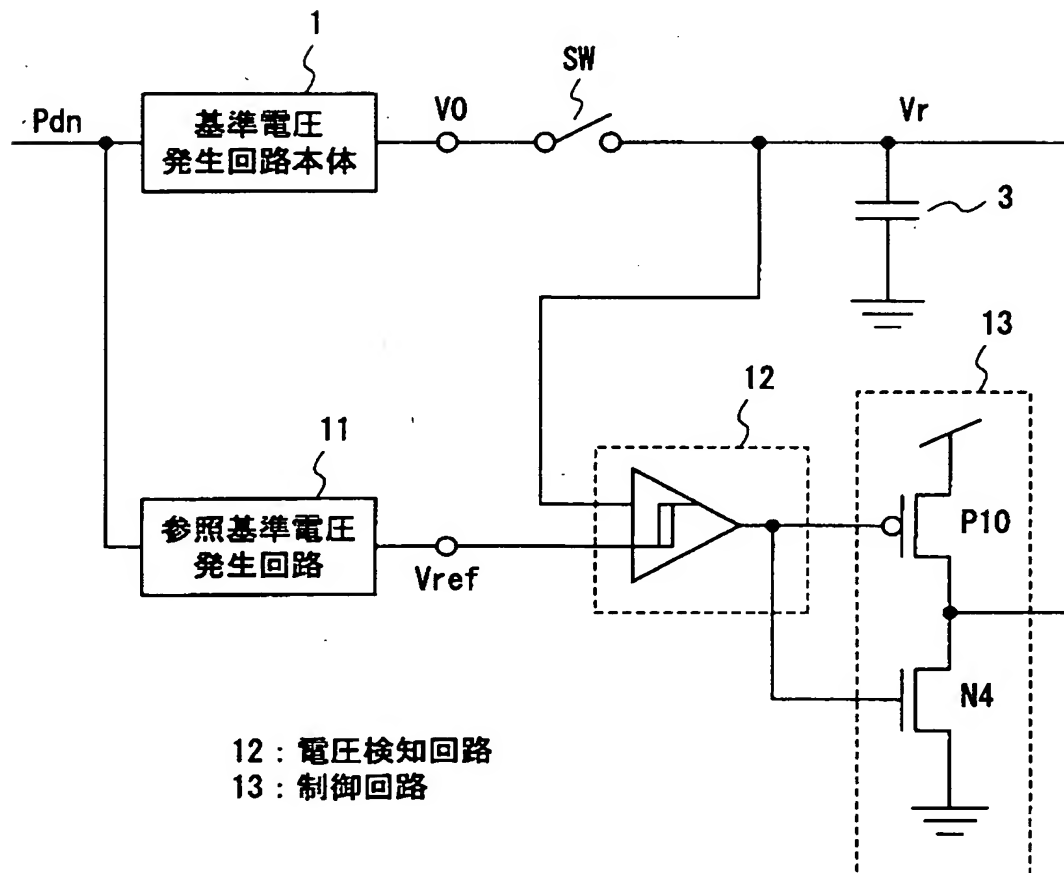 1
SW
Pdn
基準電圧
発生回路本体
V0
Vr
3
13
12
11
参照基準電圧
発生回路
Vref
P10
N4
12：電圧検知回路
13：制御回路